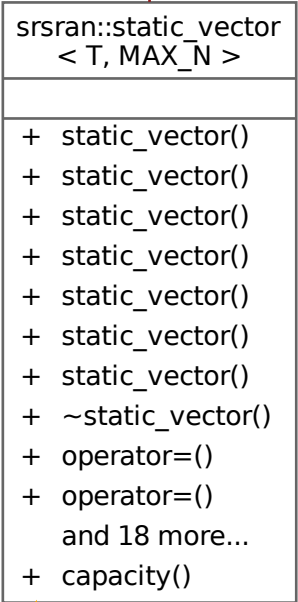 srsran::static_vector
< T, MAX_N >
+ static_vector()
+ static_vector()
+ static_vector()
+ static_vector()
+ static_vector()
+ static_vector()
+ static_vector()
+ ~static_vector()
+ operator=()
+ operator=()
and 18 more...
+ capacity()